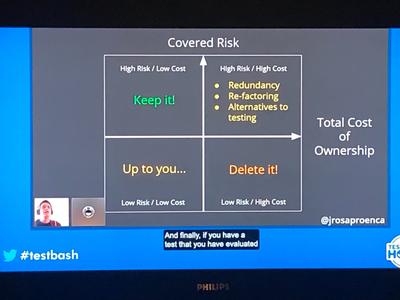 Covered Risk
High Risk / Low Cost
High Risk / High Cost
Keep it!
● Redundancy
● Re-factoring
● Alternatives to
testing
Total Cost
of
Ownership
Up to you...
Delete it!
Low Risk / Low Cost
Low Risk / High Cost
@jrosaproenca
And finally, if you have a
test that you have evaluated
#testbash
PHILIPS